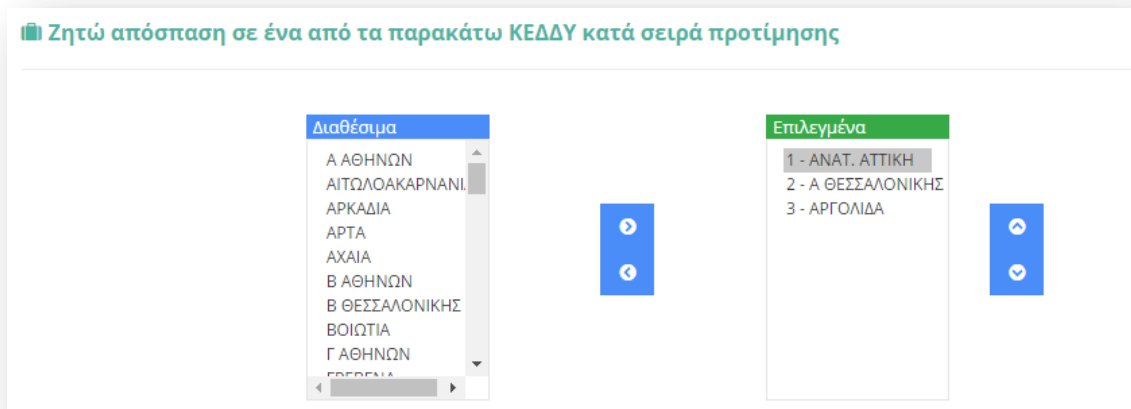 Ζητώ απόσπαση σε ένα από τα παρακάτω ΚΕΔΔΥ κατά σειρά προτίμησης
Διαθέσιμα
Α ΑΘΗΝΩΝ
ΑΙΤΩΛΟΑΚΑΡΝΑΝΙ
ΑΡΚΑΔΙΑ
ΑΡΤΑ
ΑΧΑΙΑ
Β ΑΘΗΝΩΝ
Β ΘΕΣΣΑΛΟΝΙΚΗΣ
ΒΟΙΩΤΙΑ
Γ ΑΘΗΝΩΝ
ΓΡΕΒΕΝΑ
Επιλεγμένα
1 - ΑΝΑΤ. ΑΤΤΙΚΗ
2 - Α ΘΕΣΣΑΛΟΝΙΚΗΣ
3 - ΑΡΓΟΛΙΔΑ